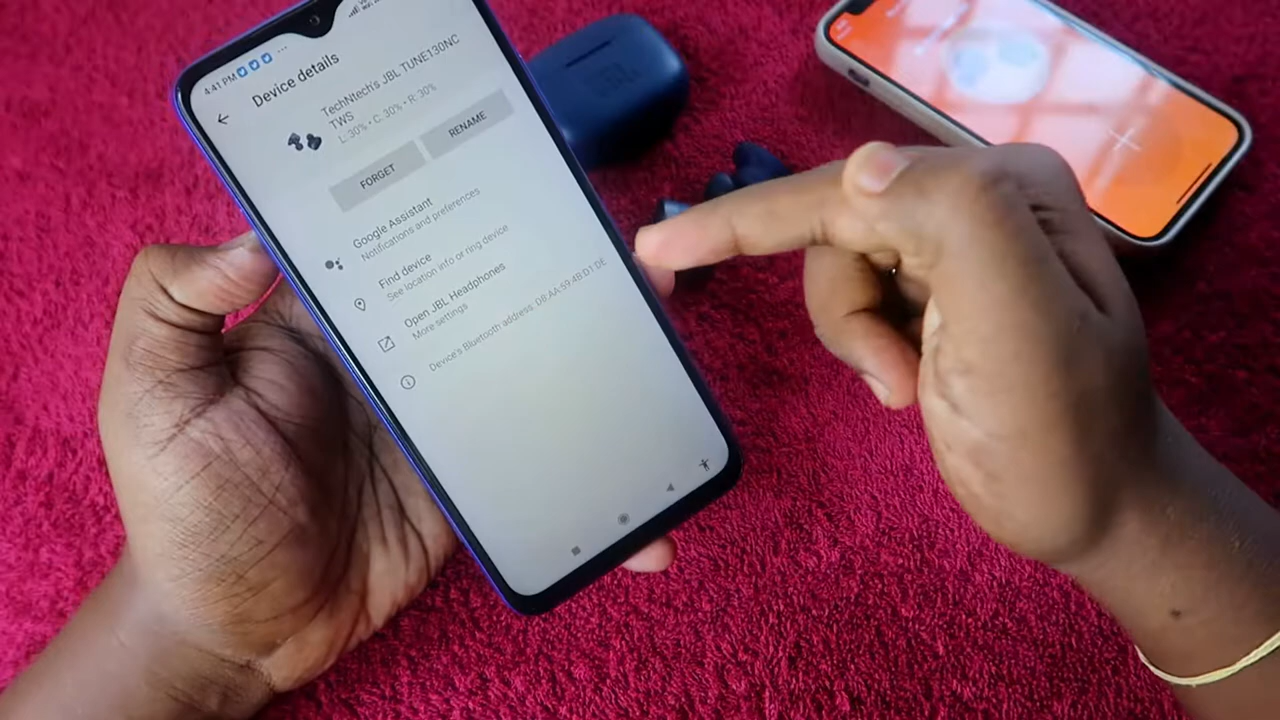 4:41 PM
Device details
TechNtech's JBL TUNE130NC
TWS
L: 30% • C: 30% • R: 30%
FORGET
RENAME
Google Assistant
Notifications and preferences
Find device
See location info or ring device
Open JBL Headphones
More settings
Device's Bluetooth address: D8:AA:59:4B:D1:DE
JBL